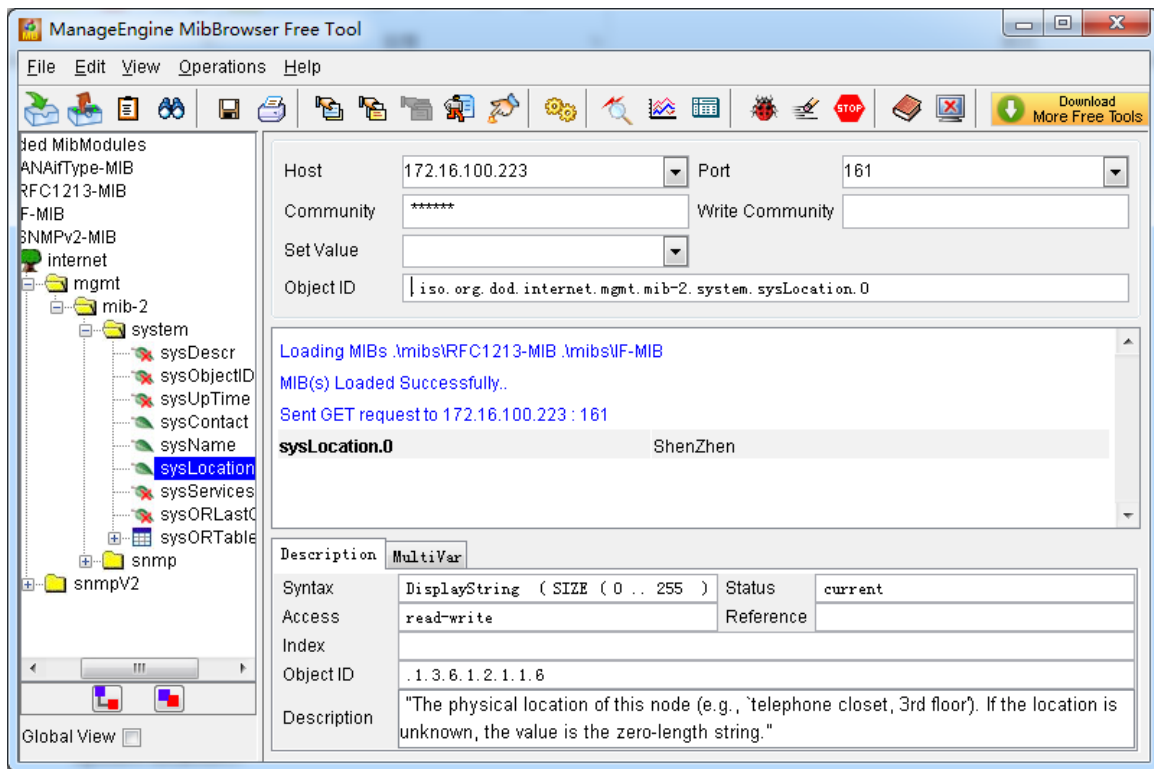 ManageEngine MibBrowser Free Tool
File Edit View Operations Help
STOP
Download
More Free Tools
ded MibModules
ANAifType-MIB
RFC1213-MIB
F-MIB
SNMPv2-MIB
internet
mgmt
mib-2
system
sysDescr
sysObjectID
sysUpTime
sysContact
sysName
sysLocation
sysServices
sysORLastC
sysORTable
snmp
snmpV2
Global View
Host 172.16.100.223 Port 161
Community ****** Write Community
Set Value
Object ID .iso.org.dod.internet.mgmt.mib-2.system.sysLocation.0
Loading MIBs .\mibs\RFC1213-MIB .\mibs\IF-MIB
MIB(s) Loaded Successfully..
Sent GET request to 172.16.100.223 : 161
sysLocation.0 ShenZhen
Description MultiVar
Syntax DisplayString ( SIZE ( 0 .. 255 ) Status current
Access read-write Reference
Index
Object ID .1.3.6.1.2.1.1.6
Description "The physical location of this node (e.g., `telephone closet, 3rd floor'). If the location is
unknown, the value is the zero-length string."